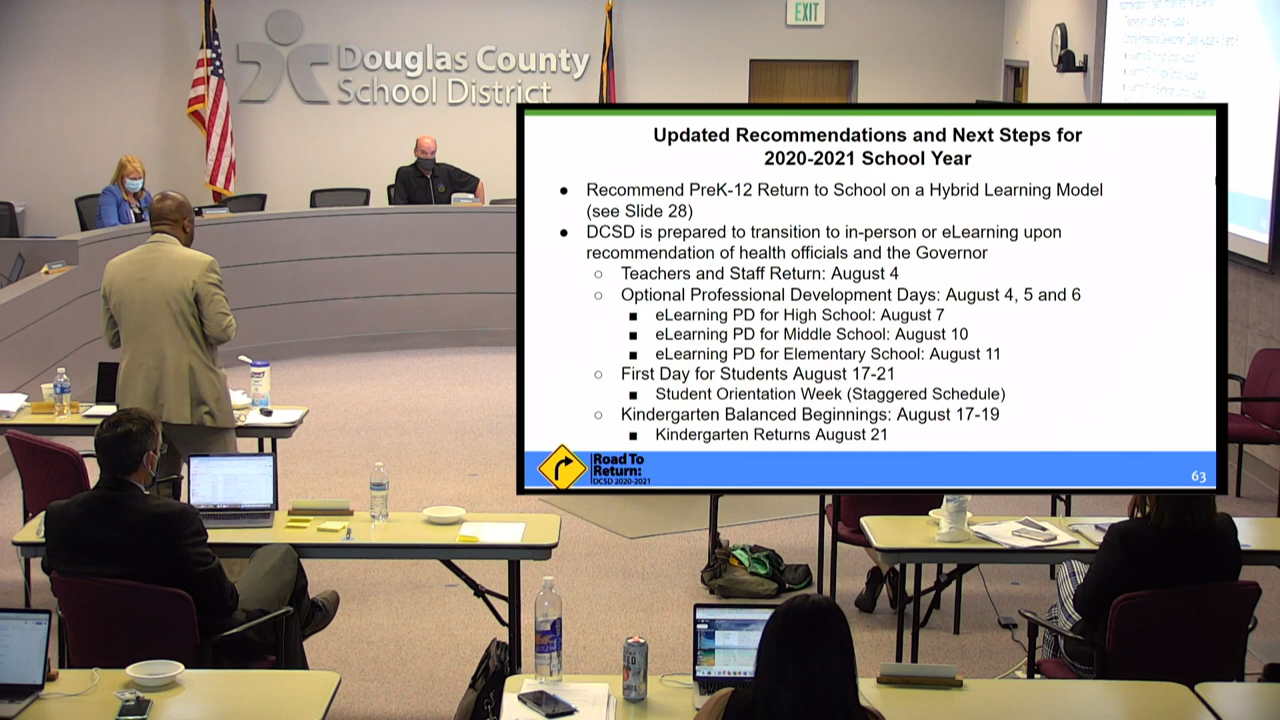 EXIT
Douglas County
School District
Updated Recommendations and Next Steps for
2020-2021 School Year
● Recommend PreK-12 Return to School on a Hybrid Learning Model
(see Slide 28)
● DCSD is prepared to transition to in-person or eLearning upon
recommendation of health officials and the Governor
○ Teachers and Staff Return: August 4
○ Optional Professional Development Days: August 4, 5 and 6
■ eLearning PD for High School: August 7
■ eLearning PD for Middle School: August 10
■ eLearning PD for Elementary School: August 11
○ First Day for Students August 17-21
■ Student Orientation Week (Staggered Schedule)
○ Kindergarten Balanced Beginnings: August 17-19
■ Kindergarten Returns August 21
Road To
Return:
DCSD 2020-2021
63